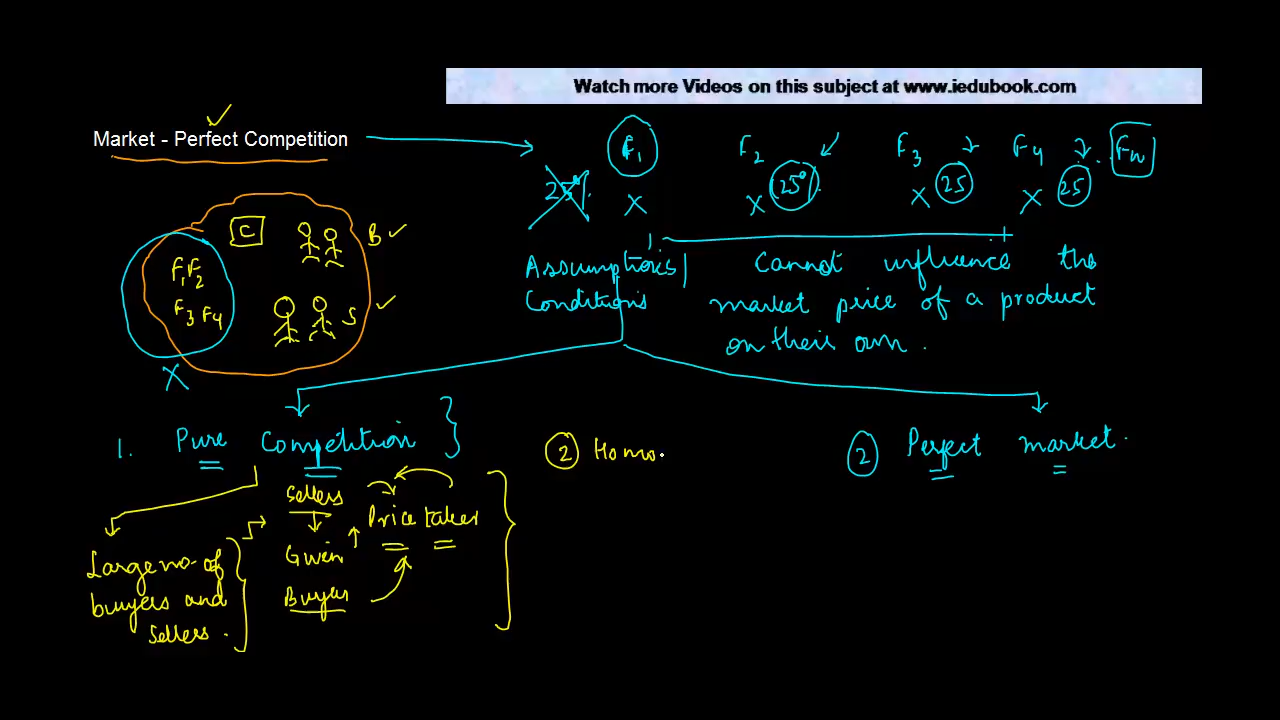 Watch more Videos on this subject at www.iedubook.com
Market - Perfect Competition
F1 F2 F3 F4 Fn
25% 25% 25 25
X X X X
C B
F1 F2
F3 F4 S
X
Assumptions |
Conditions
Cannot influence the
market price of a product
on their own.
1. Pure Competition
② Homo
② Perfect market.
Large no. of
buyers and
sellers.
Sellers
Price taker
Given
Buyer